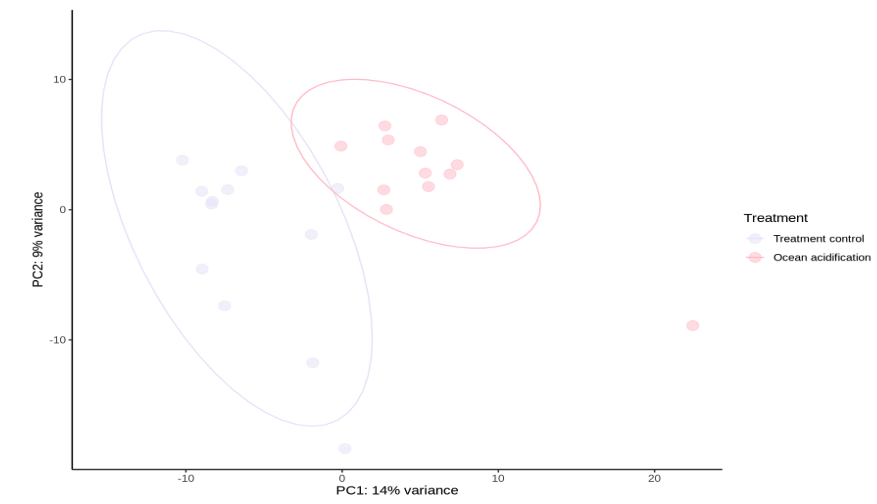 10
0
-10
PC2: 9% variance
-10
0
10
20
PC1: 14% variance
Treatment
Treatment control
Ocean acidification